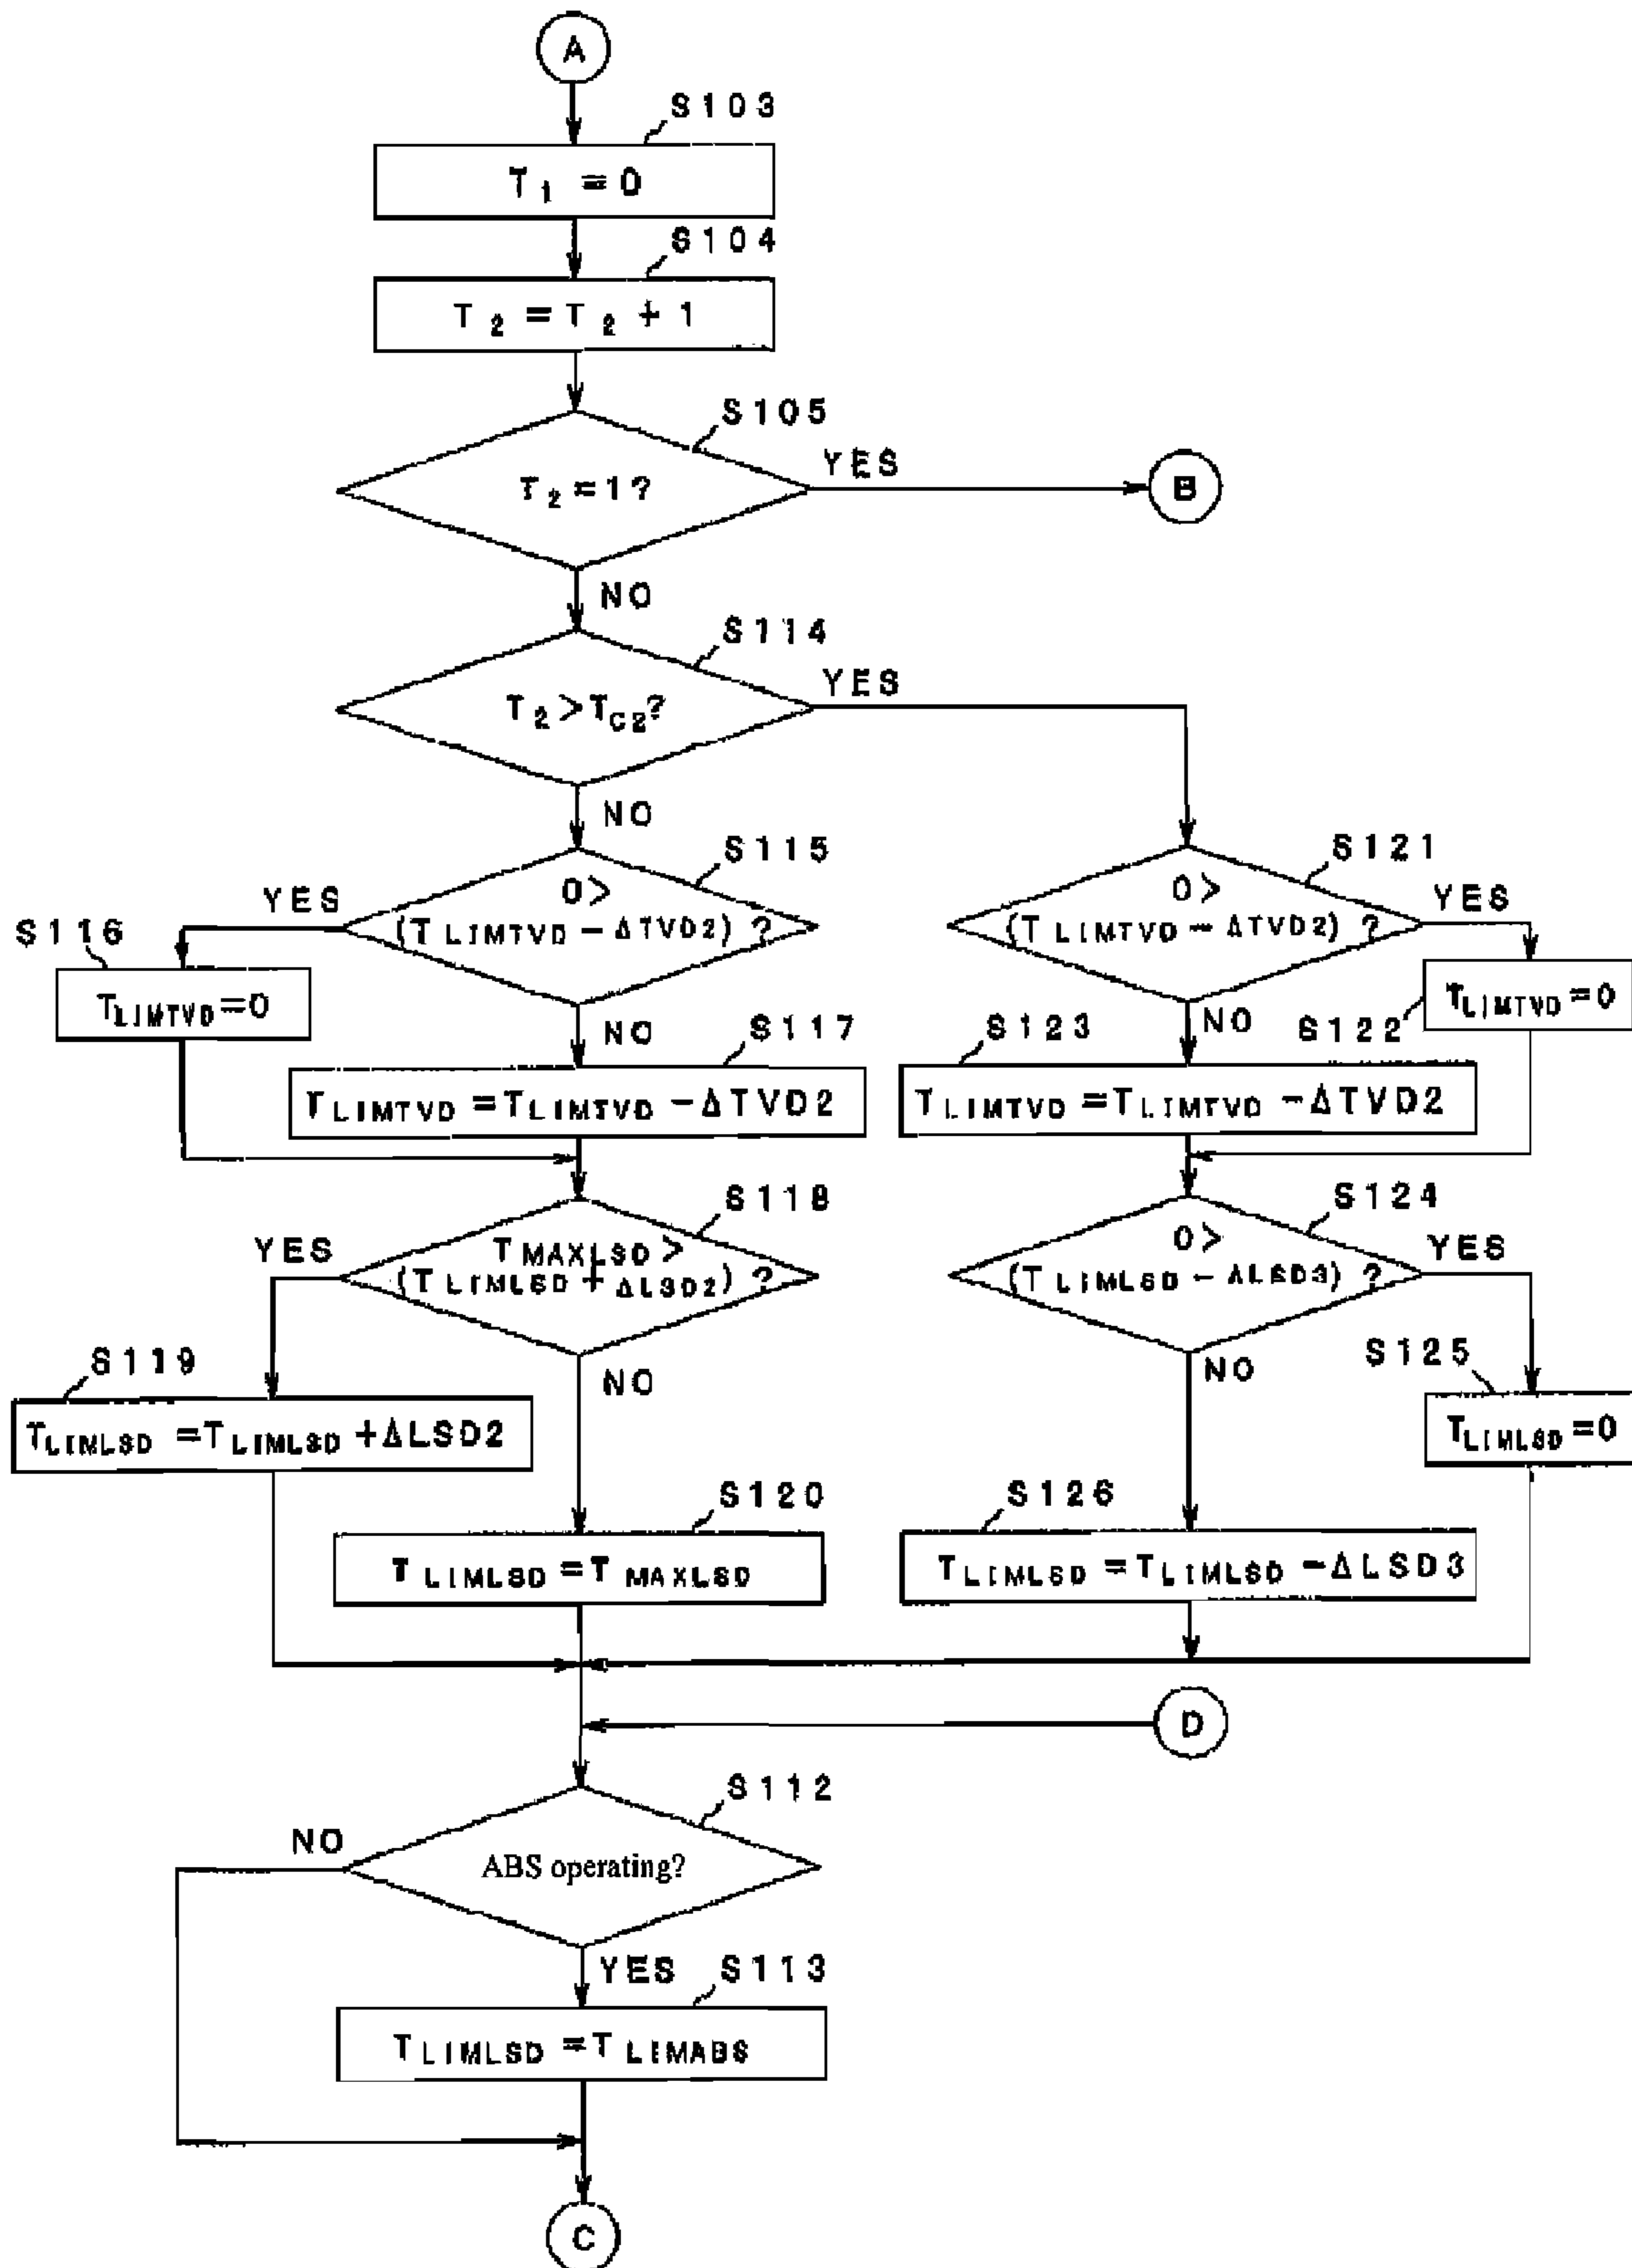 A
S103
T1 = 0
S104
T2 = T2 + 1
S105
T2 = 1?
YES
B
NO
S114
T2 > TC2?
YES
NO
S115
0 >
(TLIMTVD − ΔTVD2) ?
YES
S116
TLIMTVD = 0
NO
S117
TLIMTVD = TLIMTVD − ΔTVD2
S121
0 >
(TLIMTVD − ΔTVD2) ?
YES
S122
TLIMTVD = 0
NO
S123
TLIMTVD = TLIMTVD − ΔTVD2
S118
TMAXLSD >
(TLIMLSD + ΔLSD2) ?
YES
S119
TLIMLSD = TLIMLSD + ΔLSD2
NO
S120
TLIMLSD = TMAXLSD
S124
0 >
(TLIMLSD − ΔLSD3) ?
YES
S125
TLIMLSD = 0
NO
S126
TLIMLSD = TLIMLSD − ΔLSD3
D
S112
ABS operating?
NO
YES
S113
TLIMLSD = TLIMABS
C